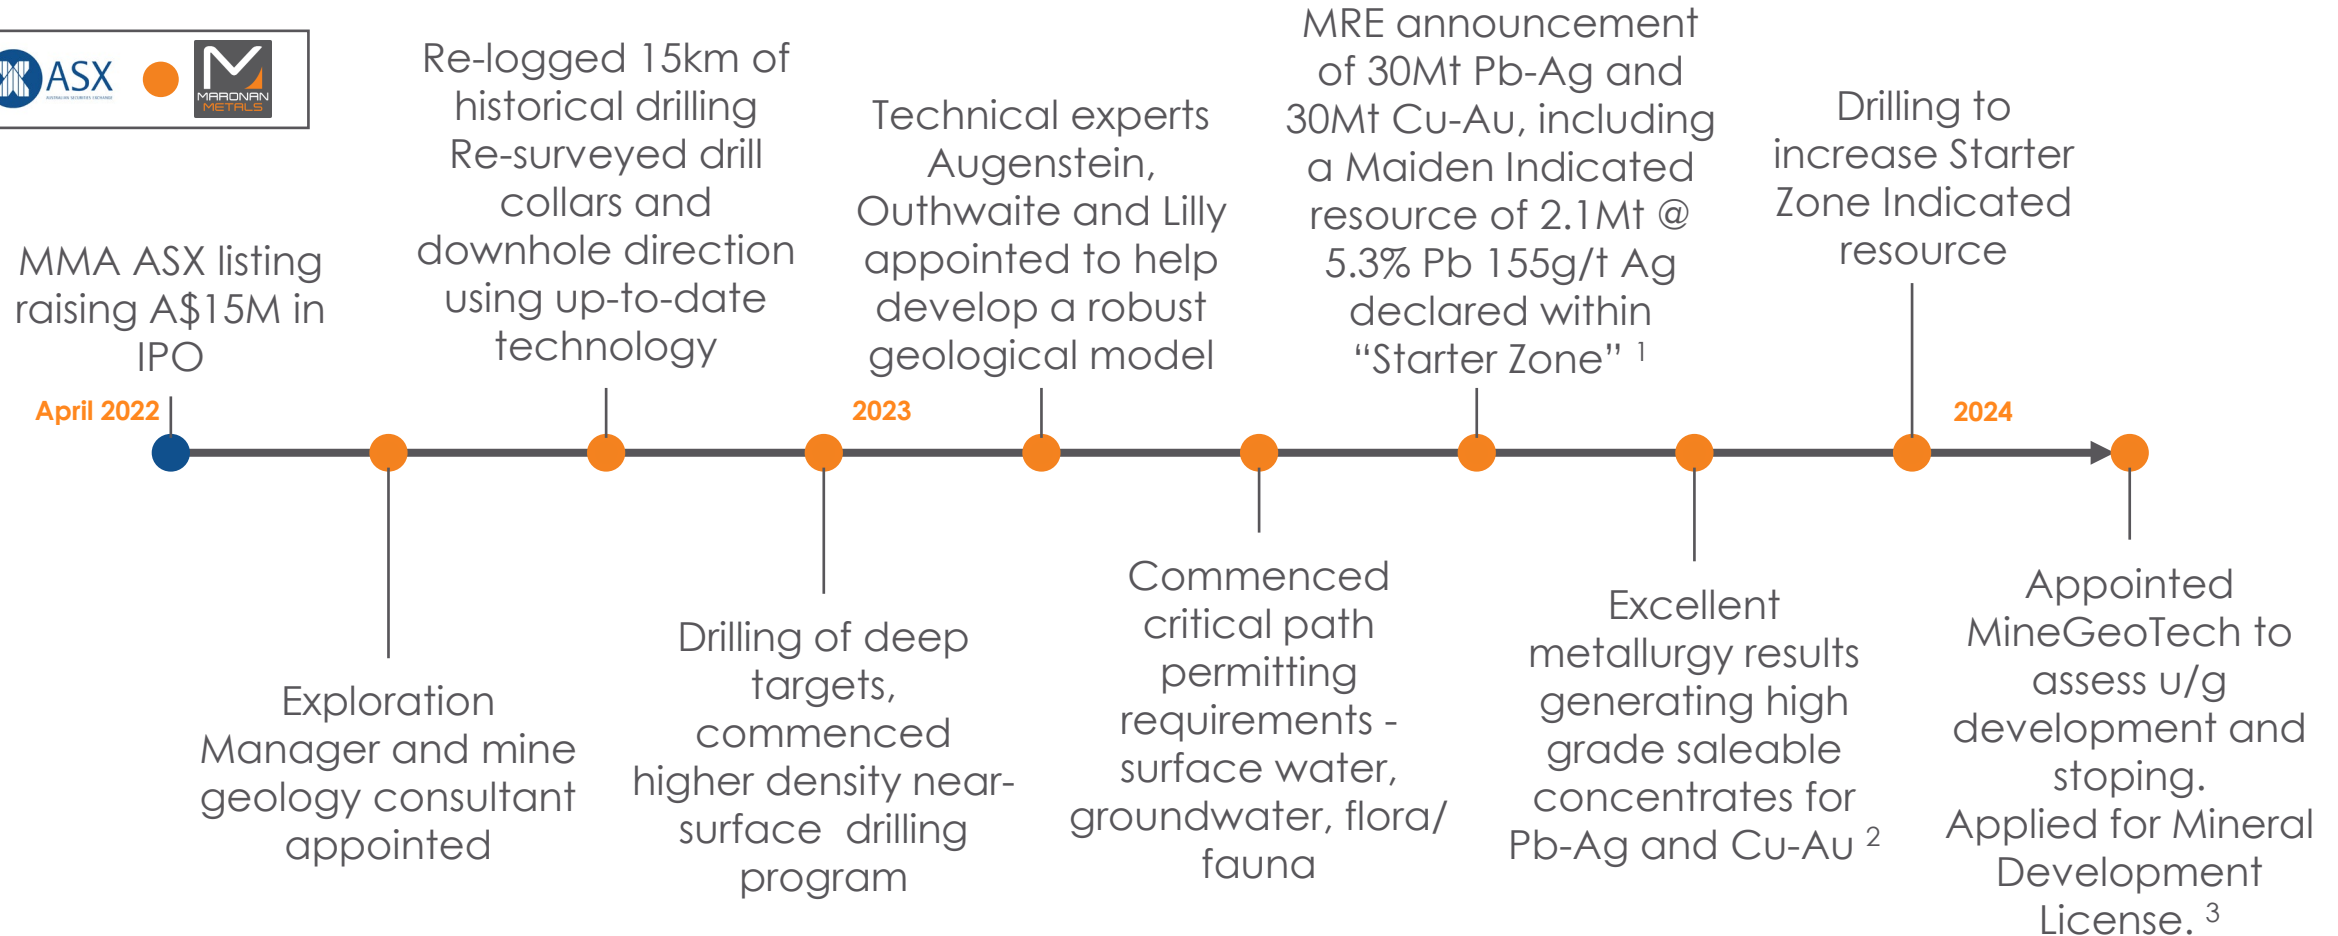 ASX
AUSTRALIAN SECURITIES EXCHANGE
MARONAN
METALS
MMA ASX listing
raising A$15M in
IPO
Re-logged 15km of
historical drilling
Re-surveyed drill
collars and
downhole direction
using up-to-date
technology
Technical experts
Augenstein,
Outhwaite and Lilly
appointed to help
develop a robust
geological model
MRE announcement
of 30Mt Pb-Ag and
30Mt Cu-Au, including
a Maiden Indicated
resource of 2.1Mt @
5.3% Pb 155g/t Ag
declared within
“Starter Zone” 1
Drilling to
increase Starter
Zone Indicated
resource
April 2022
2023
2024
Exploration
Manager and mine
geology consultant
appointed
Drilling of deep
targets,
commenced
higher density near-
surface drilling
program
Commenced
critical path
permitting
requirements -
surface water,
groundwater, flora/
fauna
Excellent
metallurgy results
generating high
grade saleable
concentrates for
Pb-Ag and Cu-Au 2
Appointed
MineGeoTech to
assess u/g
development and
stoping.
Applied for Mineral
Development
License. 3